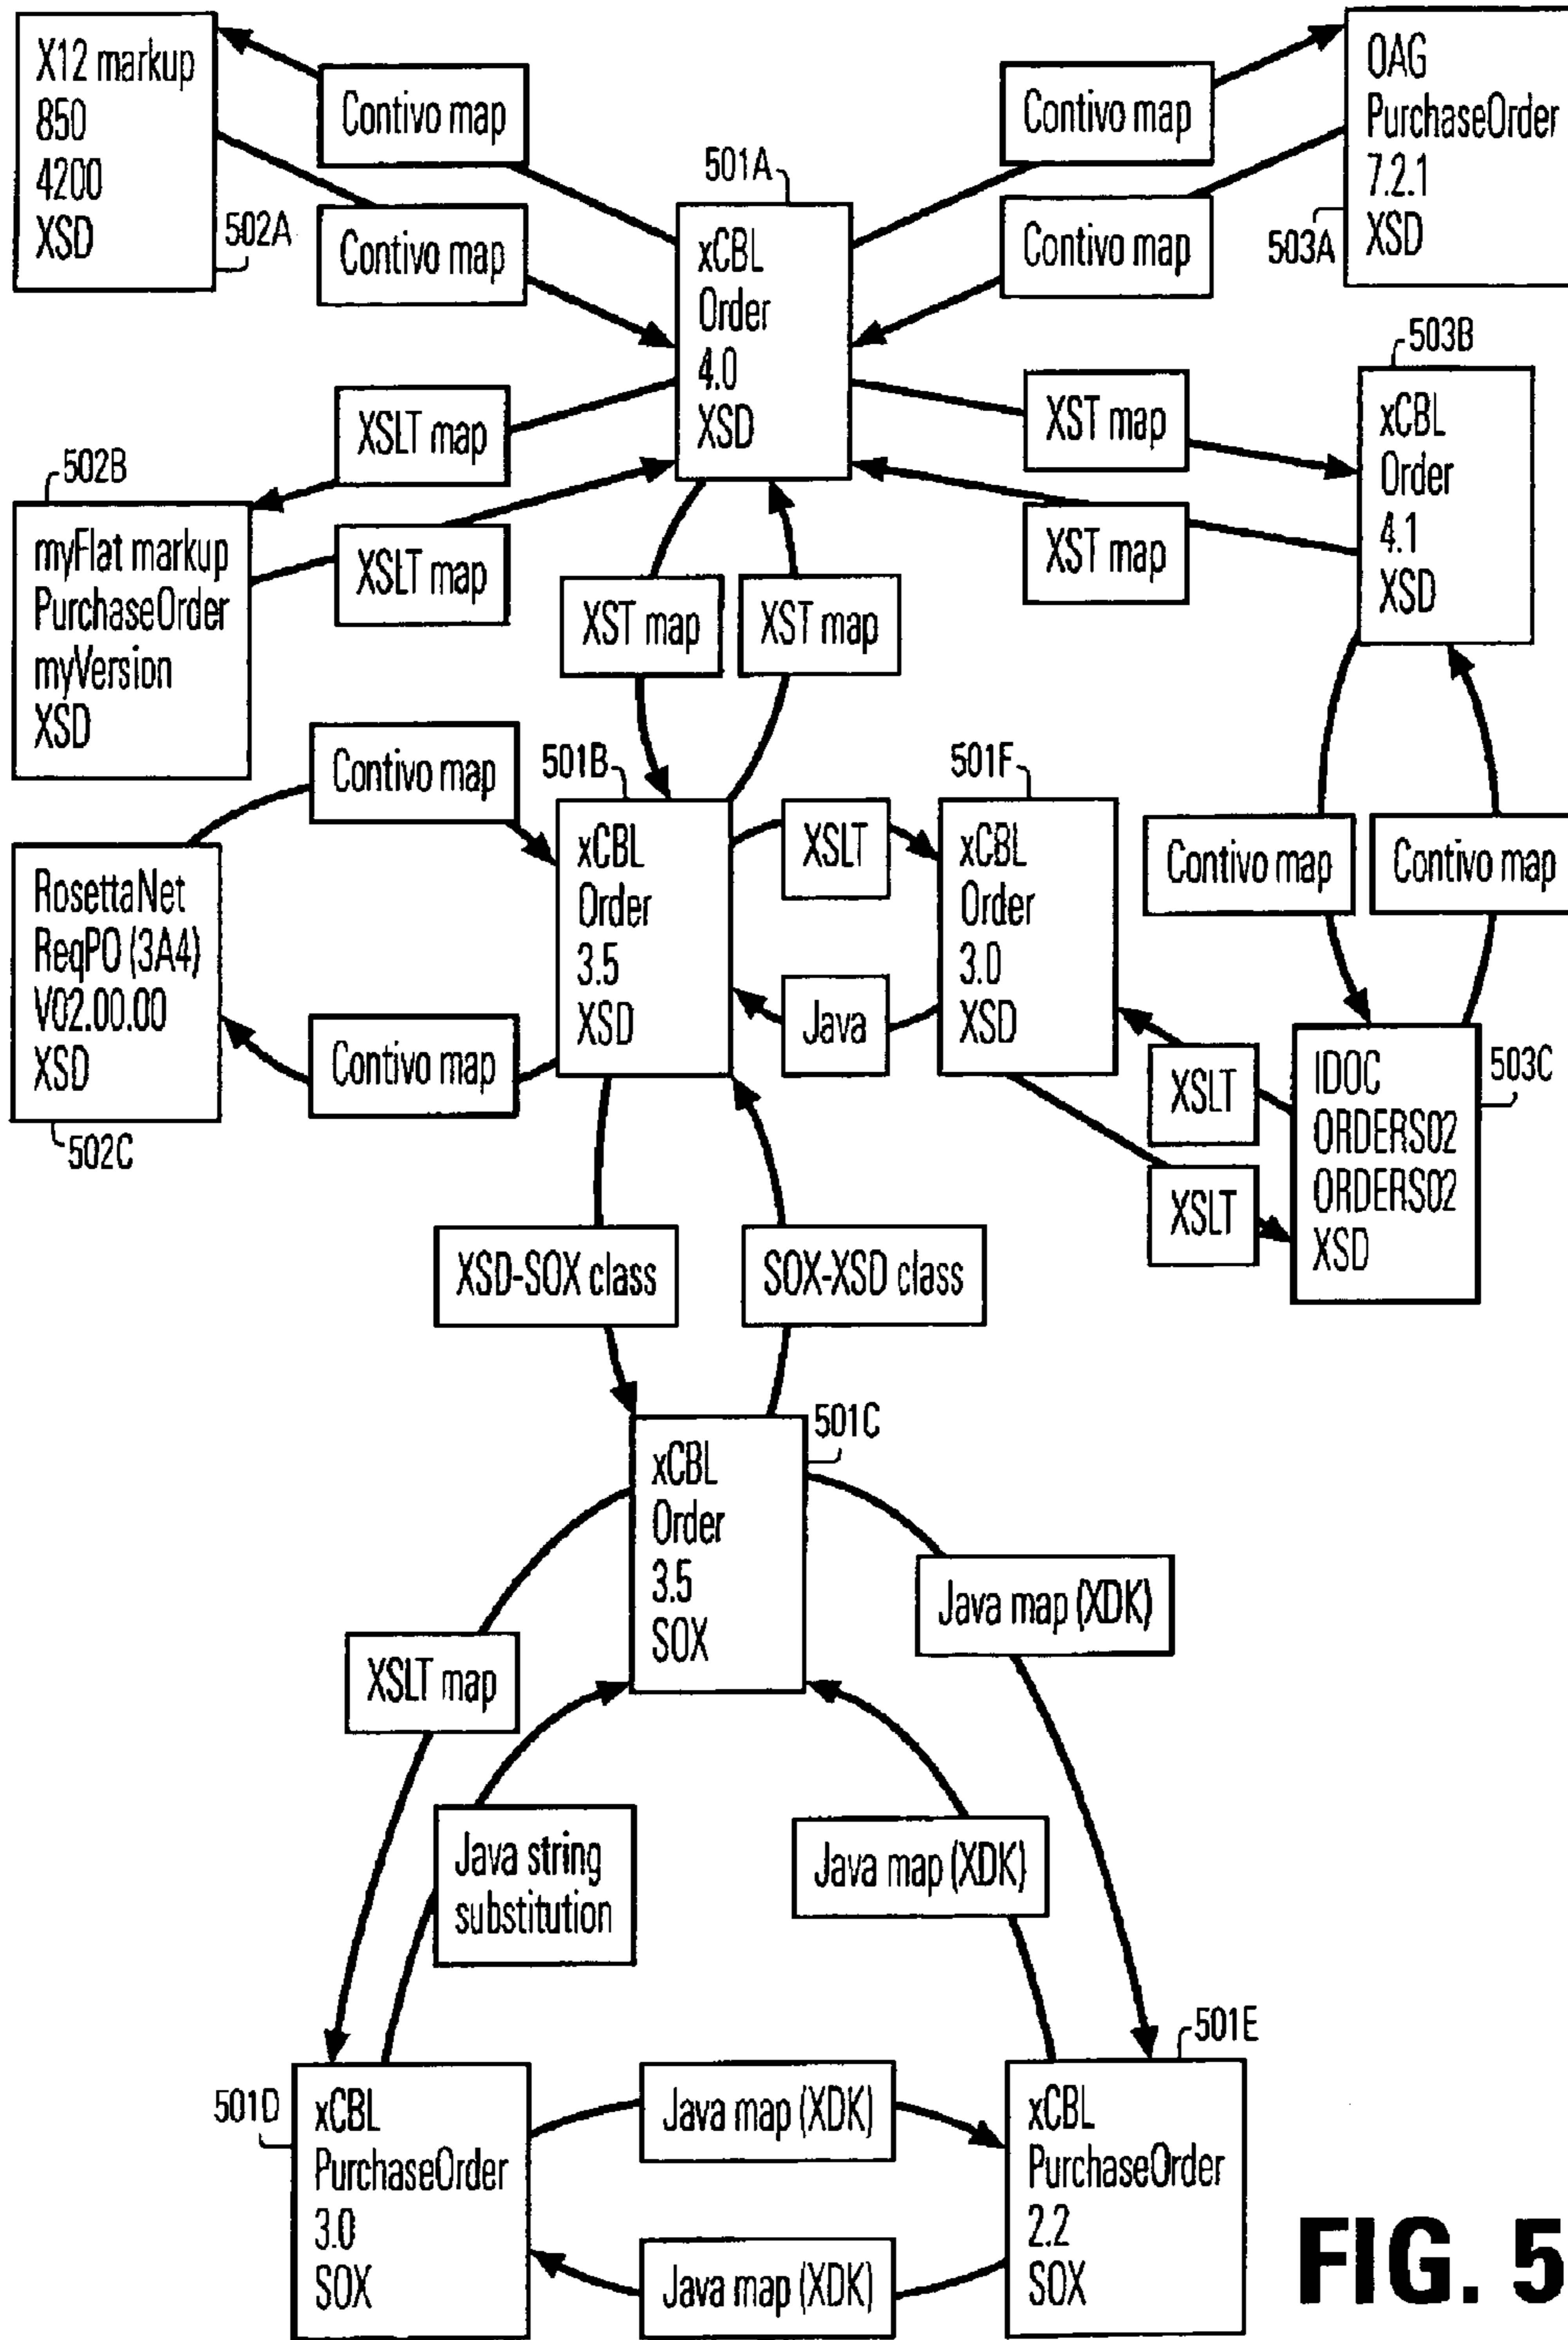 X12 markup
850
4200
XSD
502A
Contivo map
Contivo map
501A
xCBL
Order
4.0
XSD
Contivo map
Contivo map
OAG
PurchaseOrder
7.2.1
XSD
503A
503B
xCBL
Order
4.1
XSD
XSLT map
XSLT map
XST map
XST map
502B
myFlat markup
PurchaseOrder
myVersion
XSD
XST map
XST map
Contivo map
501B
xCBL
Order
3.5
XSD
XSLT
Java
501F
xCBL
Order
3.0
XSD
Contivo map
Contivo map
RosettaNet
ReqPO (3A4)
V02.00.00
XSD
502C
Contivo map
XSLT
XSLT
IDOC
ORDERS02
ORDERS02
XSD
503C
XSD-SOX class
SOX-XSD class
501C
xCBL
Order
3.5
SOX
Java map (XDK)
XSLT map
Java string
substitution
Java map (XDK)
501D
xCBL
PurchaseOrder
3.0
SOX
Java map (XDK)
Java map (XDK)
501E
xCBL
PurchaseOrder
2.2
SOX
FIG. 5